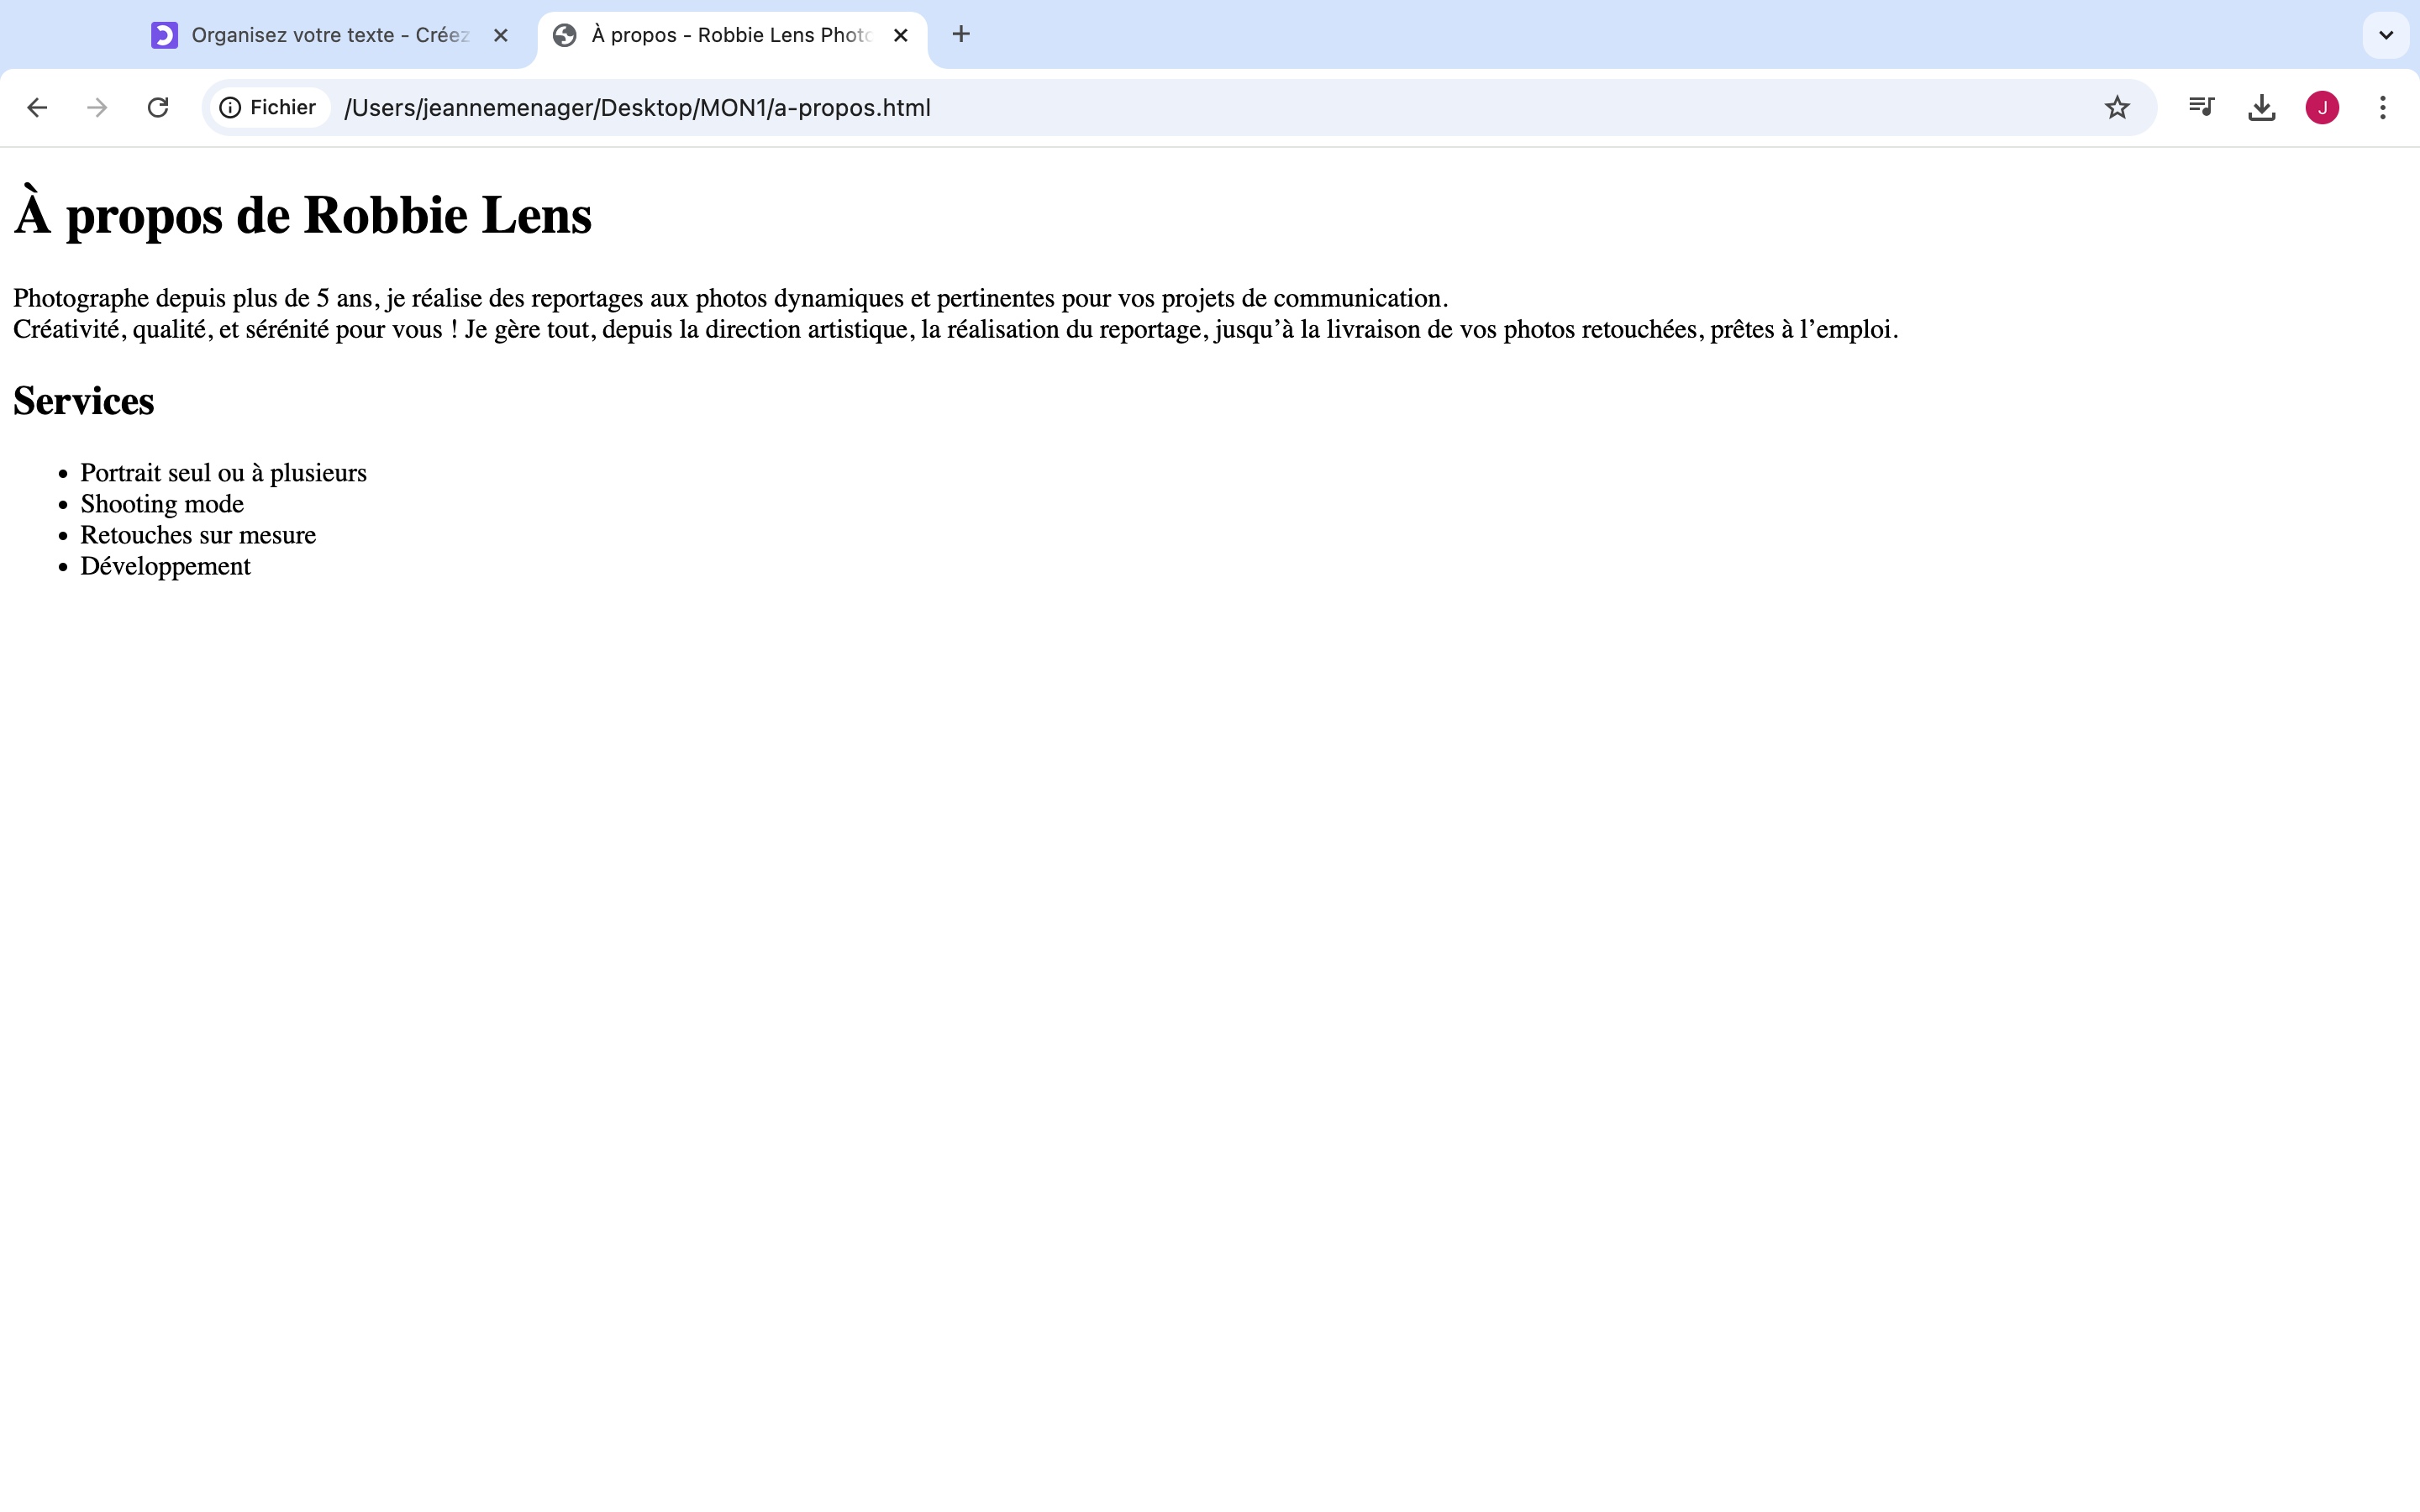 Organisez votre texte - Créez
À propos - Robbie Lens Photo
Fichier
/Users/jeannemenager/Desktop/MON1/a-propos.html
J
À propos de Robbie Lens
Photographe depuis plus de 5 ans, je réalise des reportages aux photos dynamiques et pertinentes pour vos projets de communication.
Créativité, qualité, et sérénité pour vous ! Je gère tout, depuis la direction artistique, la réalisation du reportage, jusqu’à la livraison de vos photos retouchées, prêtes à l’emploi.
Services
• Portrait seul ou à plusieurs
• Shooting mode
• Retouches sur mesure
• Développement